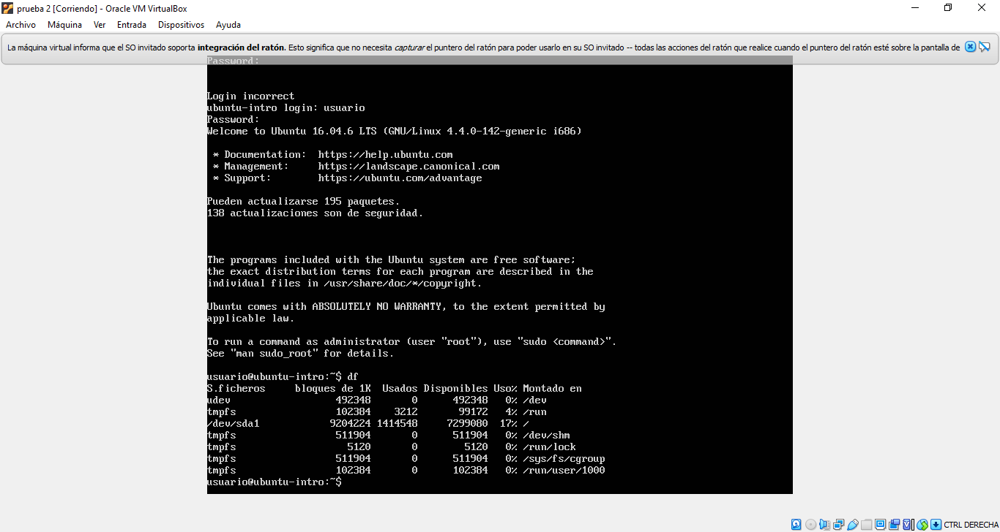 prueba 2 [Corriendo] - Oracle VM VirtualBox
Archivo Máquina Ver Entrada Dispositivos Ayuda
La máquina virtual informa que el SO invitado soporta integración del ratón. Esto significa que no necesita capturar el puntero del ratón para poder usarlo en su SO invitado -- todas las acciones del ratón que realice cuando el puntero del ratón esté sobre la pantalla de
Password:
Login incorrect
ubuntu-intro login: usuario
Password:
Welcome to Ubuntu 16.04.6 LTS (GNU/Linux 4.4.0-142-generic i686)
* Documentation: https://help.ubuntu.com
* Management: https://landscape.canonical.com
* Support: https://ubuntu.com/advantage
Pueden actualizarse 195 paquetes.
138 actualizaciones son de seguridad.
The programs included with the Ubuntu system are free software;
the exact distribution terms for each program are described in the
individual files in /usr/share/doc/*/copyright.
Ubuntu comes with ABSOLUTELY NO WARRANTY, to the extent permitted by
applicable law.
To run a command as administrator (user "root"), use "sudo <command>".
See "man sudo_root" for details.
usuario@ubuntu-intro:~$ df
S.ficheros bloques de 1K Usados Disponibles Uso% Montado en
udev 492348 0 492348 0% /dev
tmpfs 102384 3212 99172 4% /run
/dev/sda1 9204224 1414548 7299080 17% /
tmpfs 511904 0 511904 0% /dev/shm
tmpfs 5120 0 5120 0% /run/lock
tmpfs 511904 0 511904 0% /sys/fs/cgroup
tmpfs 102384 0 102384 0% /run/user/1000
usuario@ubuntu-intro:~$
CTRL DERECHA